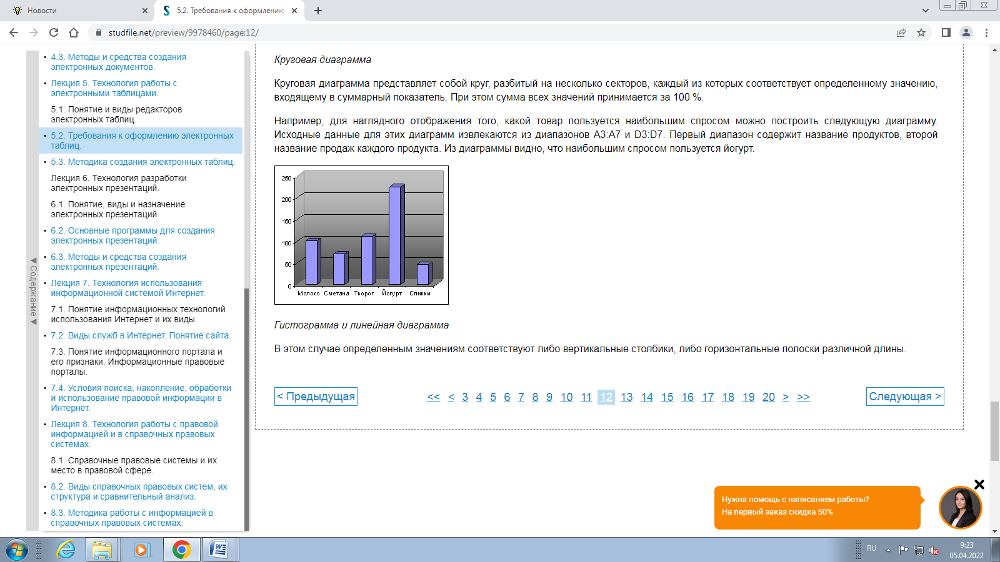 Новости
5.2. Требования к оформлению
studfile.net/preview/9978460/page:12/
4.3. Методы и средства создания
электронных документов.
Лекция 5. Технология работы с
электронными таблицами.
5.1. Понятие и виды редакторов
электронных таблиц.
5.2. Требования к оформлению электронных
таблиц.
5.3. Методика создания электронных таблиц.
Лекция 6. Технология разработки
электронных презентаций.
6.1. Понятие, виды и назначение
электронных презентаций.
6.2. Основные программы для создания
электронных презентаций.
6.3. Методы и средства создания
электронных презентаций.
Лекция 7. Технология использования
информационной системой Интернет.
7.1. Понятие информационных технологий
использования Интернет и их виды.
7.2. Виды служб в Интернет. Понятие сайта.
7.3. Понятие информационного портала и
его признаки. Информационные правовые
порталы.
7.4. Условия поиска, накопление, обработки
и использование правовой информации в
Интернет.
Лекция 8. Технология работы с правовой
информацией и в справочных правовых
системах.
8.1. Справочные правовые системы и их
место в правовой сфере.
8.2. Виды справочных правовых систем, их
структура и сравнительный анализ.
8.3. Методика работы с информацией в
справочных правовых системах.
◀ Содержание ◀
Круговая диаграмма
Круговая диаграмма представляет собой круг, разбитый на несколько секторов, каждый из которых соответствует определенному значению,
входящему в суммарный показатель. При этом сумма всех значений принимается за 100 %.
Например, для наглядного отображения того, какой товар пользуется наибольшим спросом можно построить следующую диаграмму.
Исходные данные для этих диаграмм извлекаются из диапазонов A3:A7 и D3:D7. Первый диапазон содержит название продуктов, второй
название продаж каждого продукта. Из диаграммы видно, что наибольшим спросом пользуется йогурт.
250
200
150
100
50
0
Молоко Сметана Творог Йогурт Сливки
Гистограмма и линейная диаграмма
В этом случае определенным значениям соответствуют либо вертикальные столбики, либо горизонтальные полоски различной длины.
< Предыдущая << < 3 4 5 6 7 8 9 10 11 12 13 14 15 16 17 18 19 20 > >> Следующая >
Нужна помощь с написанием работы?
На первый заказ скидка 50%
RU
9:23
05.04.2022